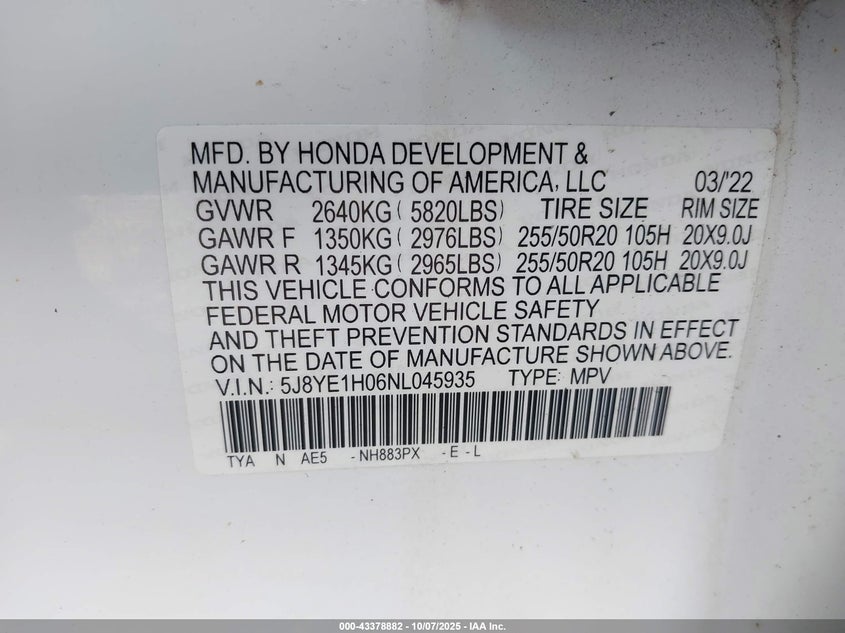 MFD. BY HONDA DEVELOPMENT &
MANUFACTURING OF AMERICA, LLC 03/'22
GVWR 2640KG ( 5820LBS) TIRE SIZE RIM SIZE
GAWR F 1350KG ( 2976LBS) 255/50R20 105H 20X9.0J
GAWR R 1345KG ( 2965LBS) 255/50R20 105H 20X9.0J
THIS VEHICLE CONFORMS TO ALL APPLICABLE
FEDERAL MOTOR VEHICLE SAFETY
AND THEFT PREVENTION STANDARDS IN EFFECT
ON THE DATE OF MANUFACTURE SHOWN ABOVE.
V.I.N.: 5J8YE1H06NL045935 TYPE: MPV
TYA N AE5 -NH883PX -E-L
000-43378882 - 10/07/2025 - IAA Inc.